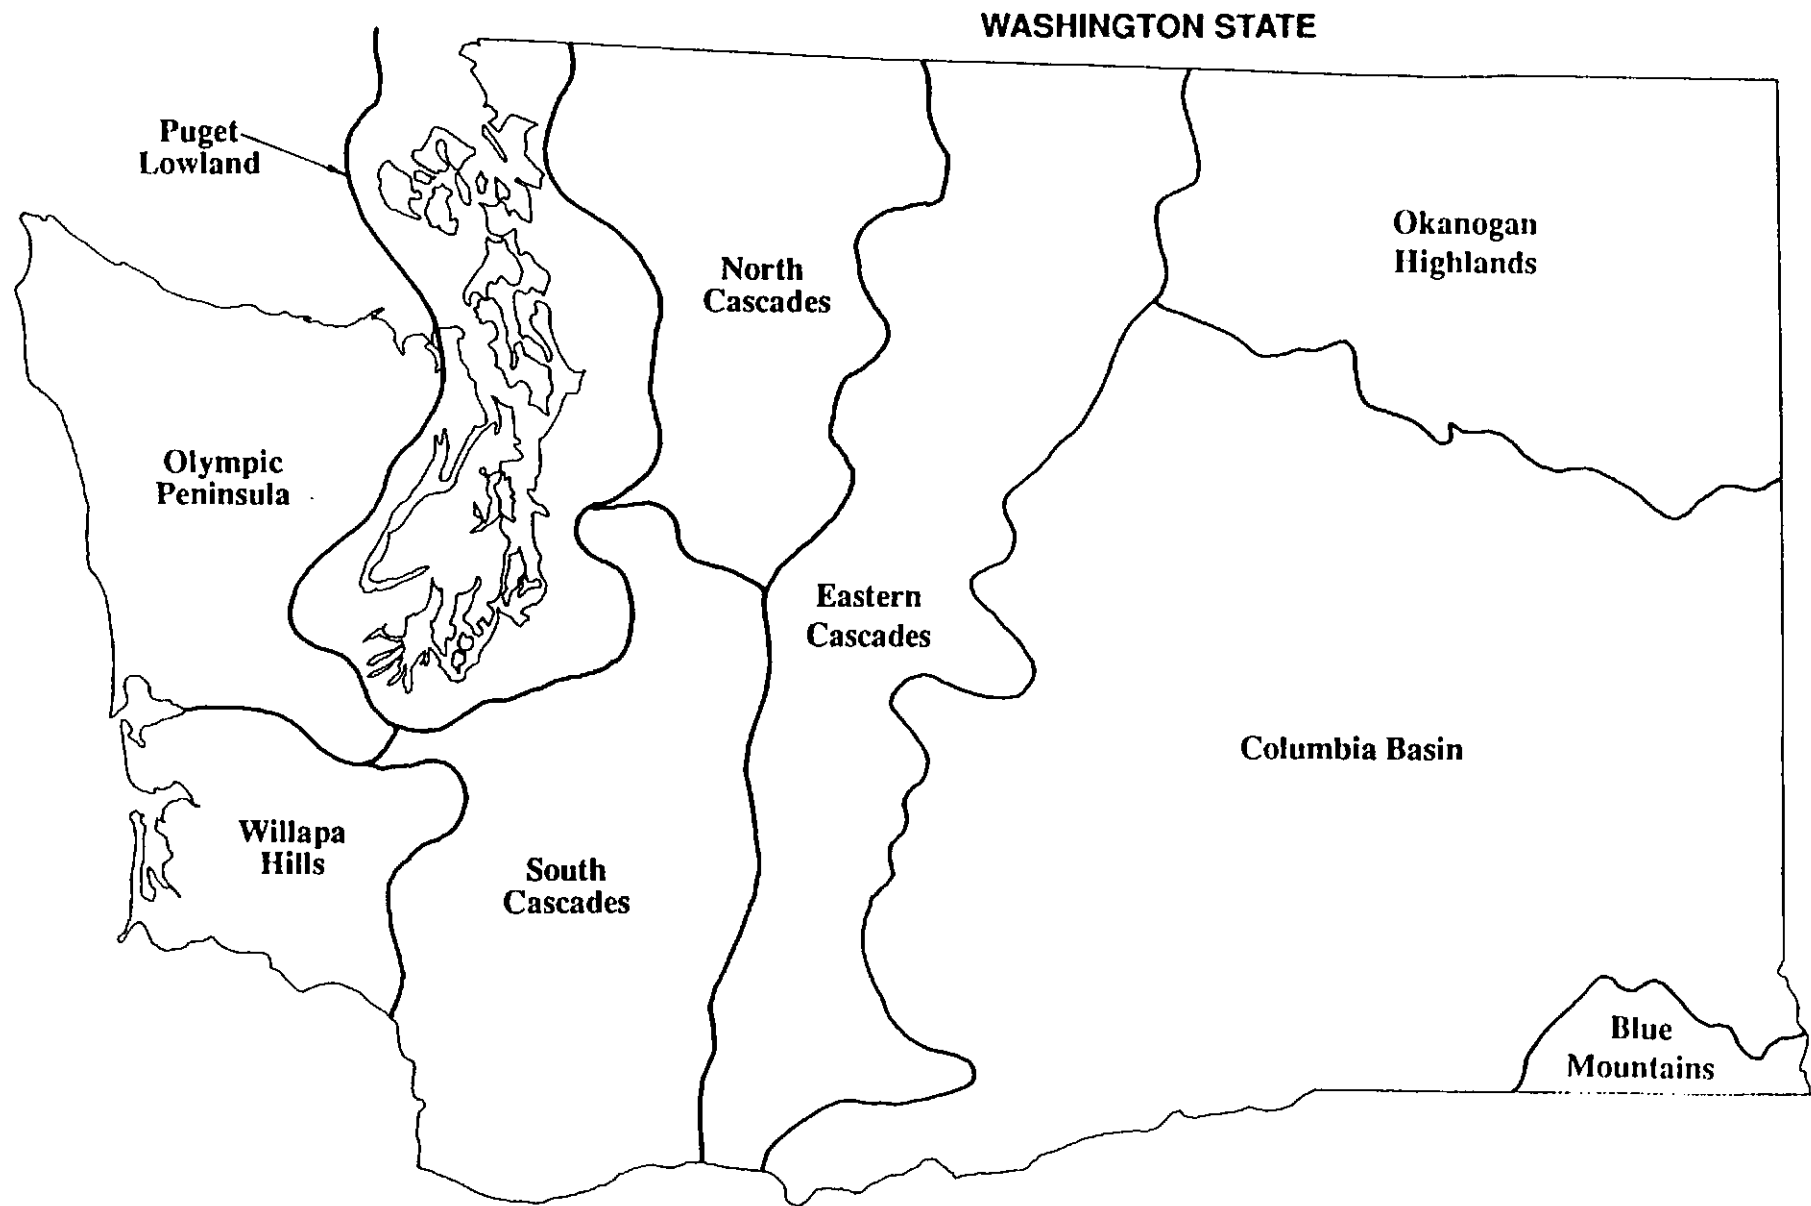 WASHINGTON STATE
Puget
Lowland
Okanogan
Highlands
North
Cascades
Olympic
Peninsula
Eastern
Cascades
Columbia Basin
Willapa
Hills
South
Cascades
Blue
Mountains